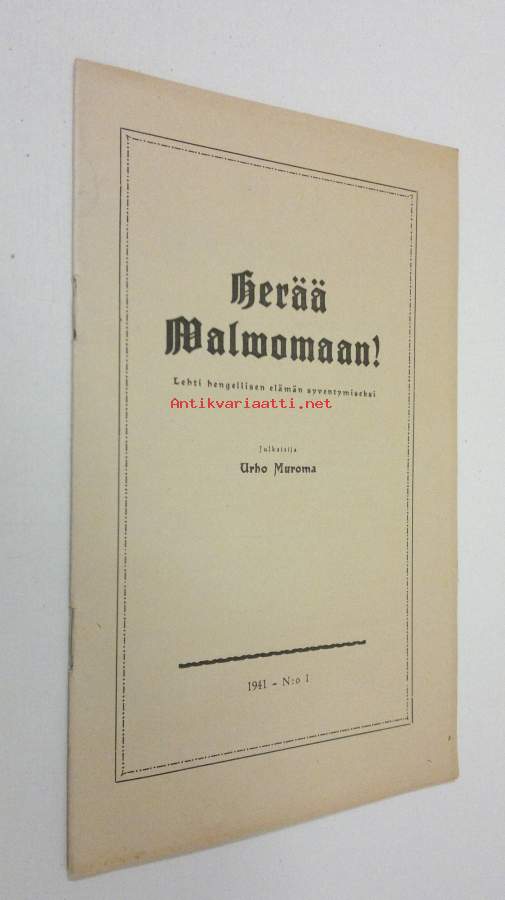 Herää
Walwomaan!
Lehti hengellisen elämän syventymiseksi
Antikvariaatti.net
Julkaisija
Urho Muroma
1941 - N:o 1